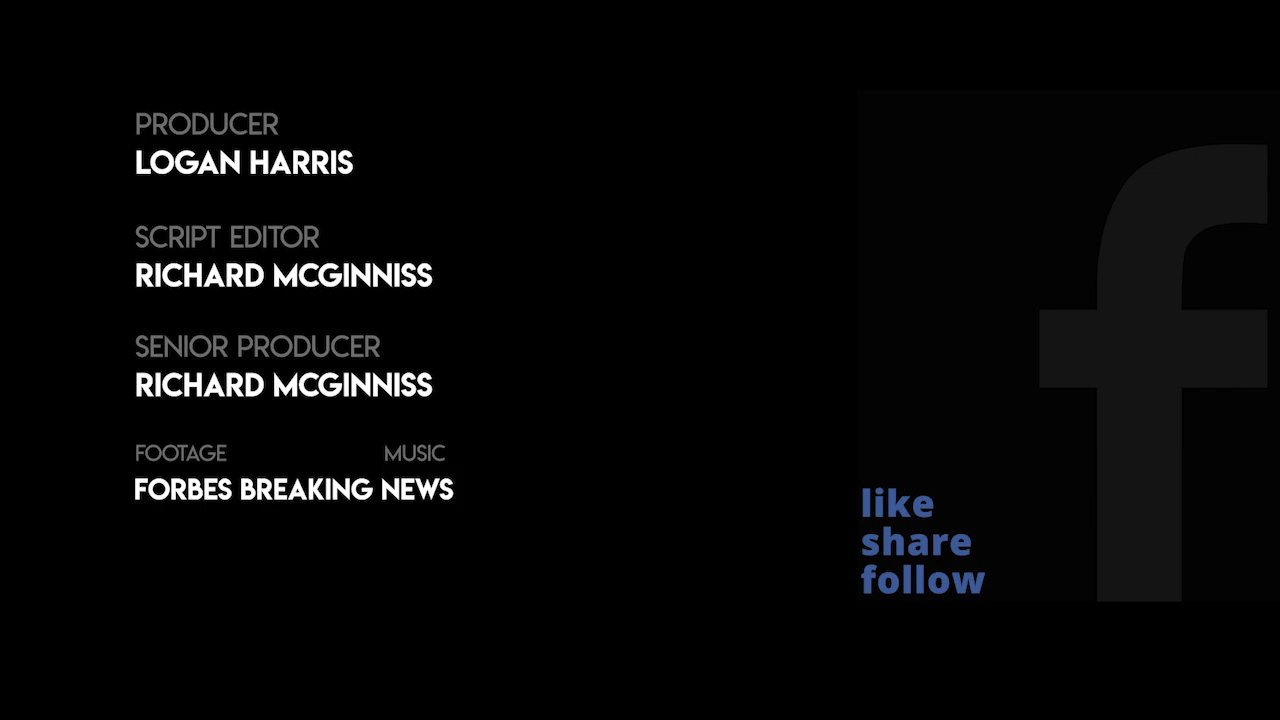 PRODUCER
LOGAN HARRIS
SCRIPT EDITOR
RICHARD MCGINNISS
SENIOR PRODUCER
RICHARD MCGINNISS
FOOTAGE MUSIC
FORBES BREAKING NEWS
f
like
share
follow